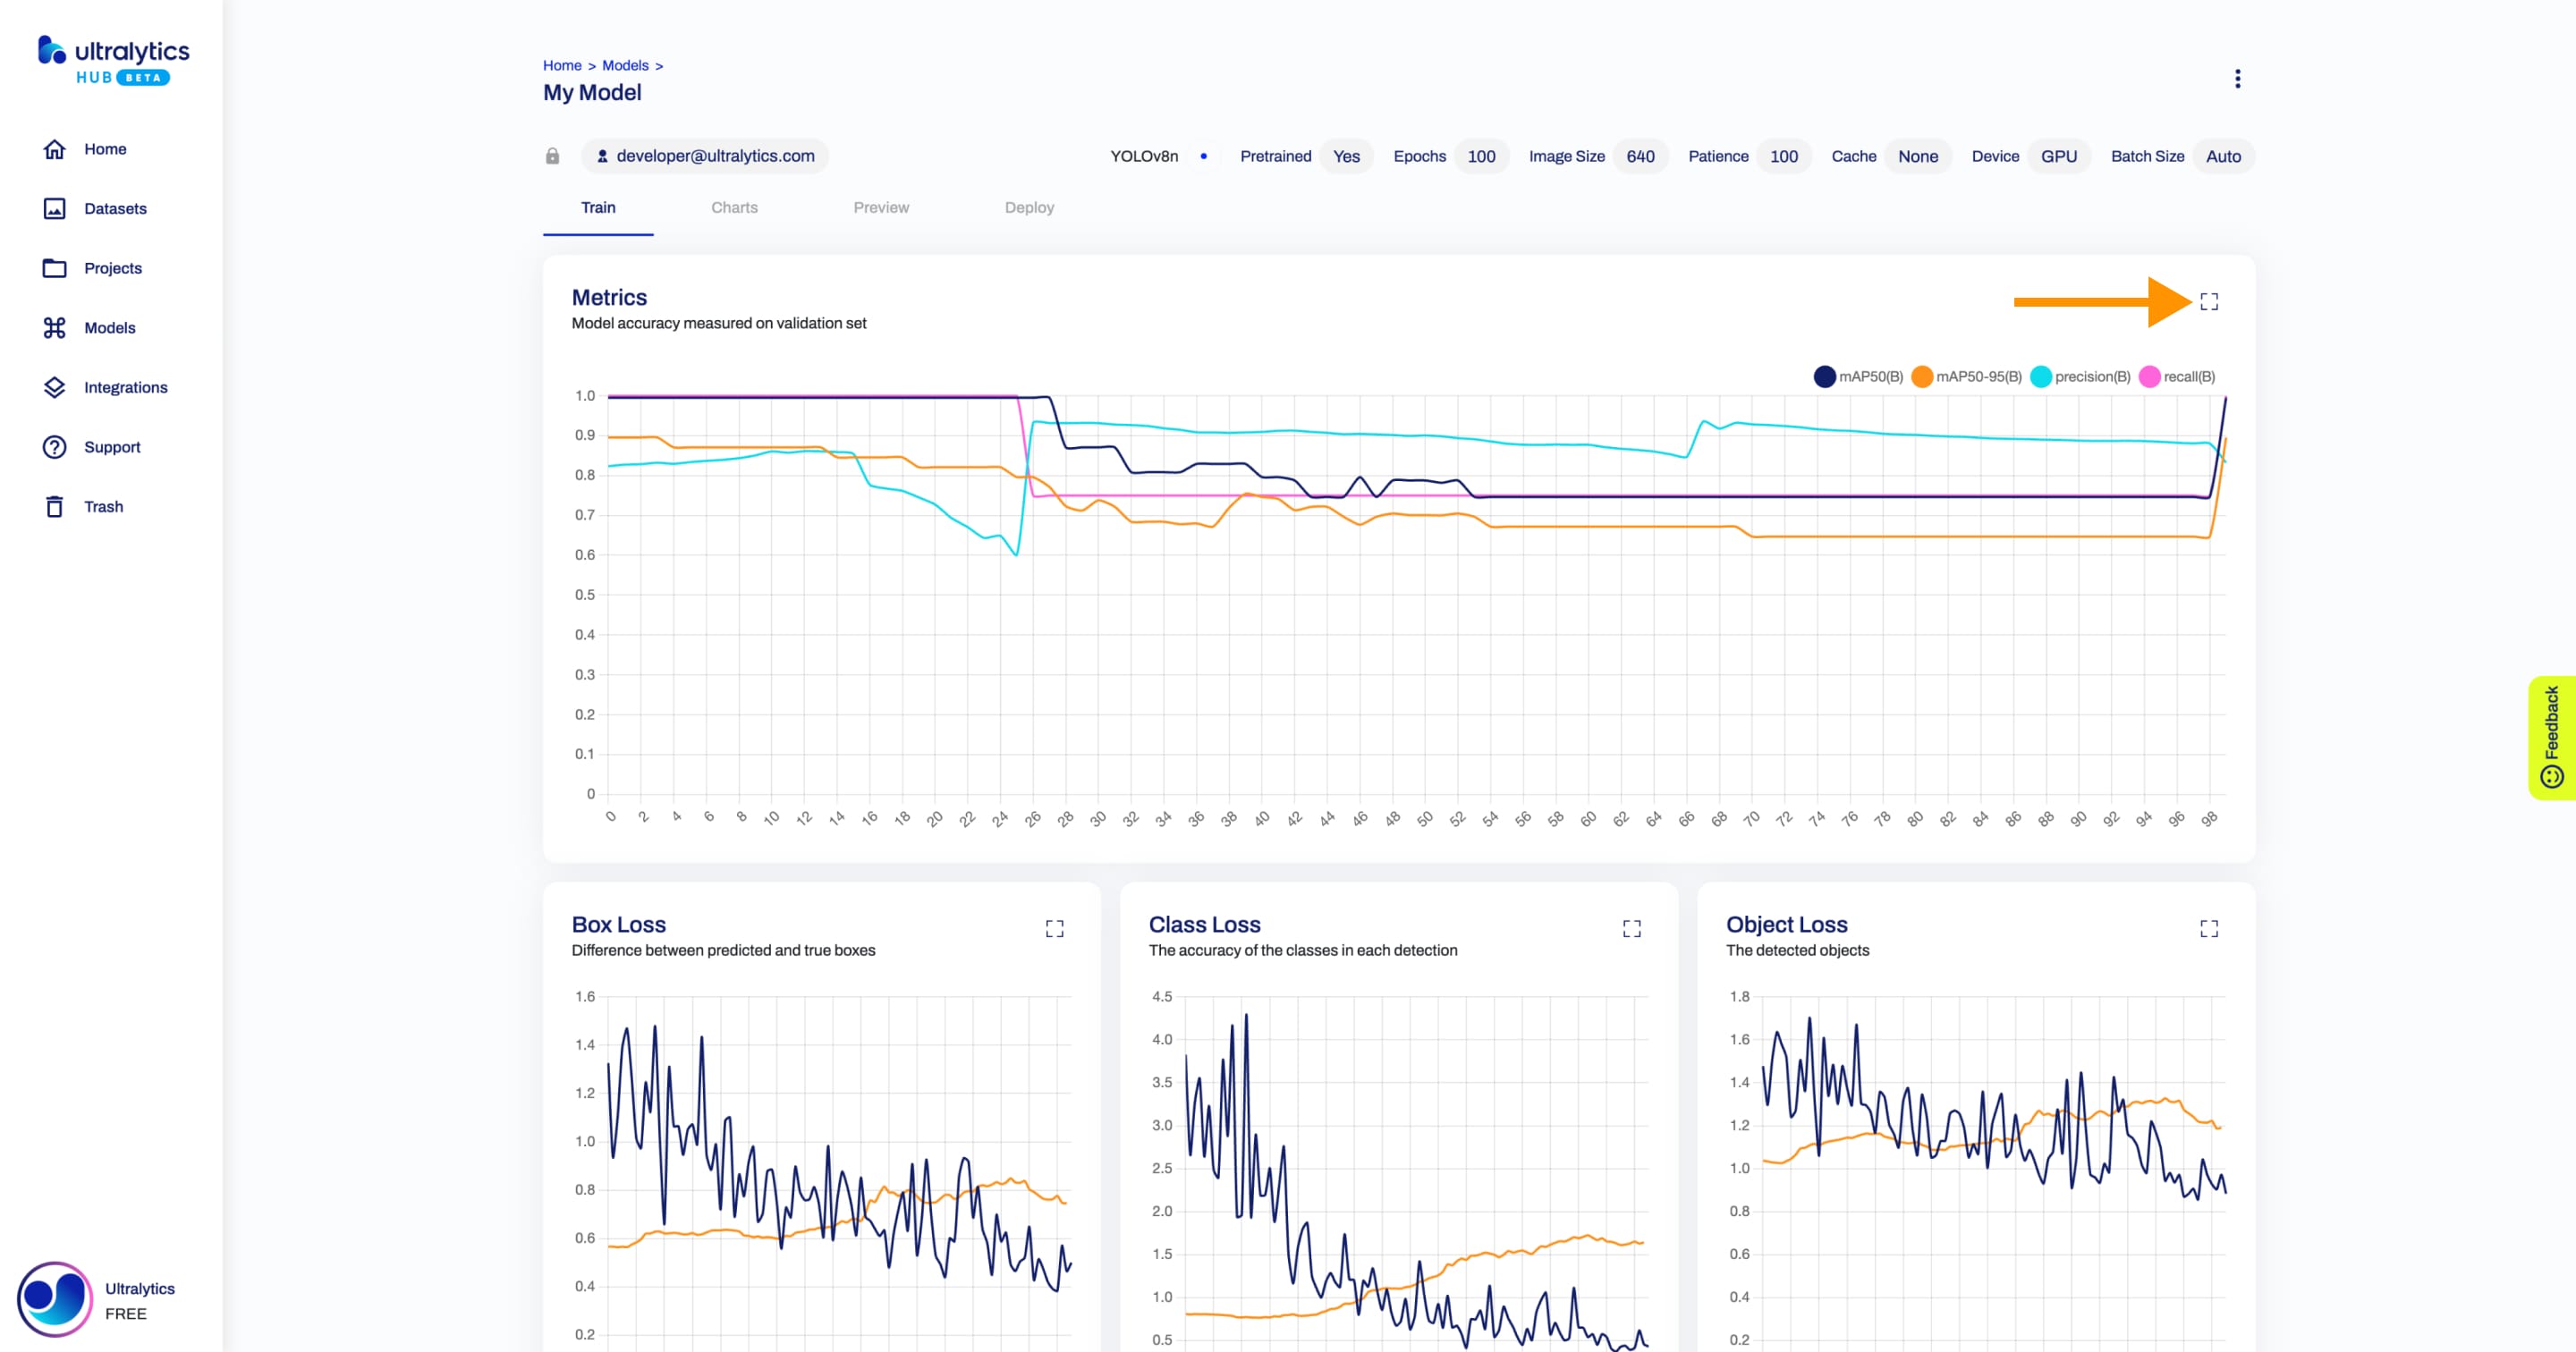 ultralytics
HUB BETA
Home
Datasets
Projects
Models
Integrations
Support
Trash
Ultralytics
FREE
Home > Models >
My Model
developer@ultralytics.com
YOLOv8n Pretrained Yes Epochs 100 Image Size 640 Patience 100 Cache None Device GPU Batch Size Auto
Train Charts Preview Deploy
Metrics
Model accuracy measured on validation set
mAP50(B) mAP50-95(B) precision(B) recall(B)
1.0
0.9
0.8
0.7
0.6
0.5
0.4
0.3
0.2
0.1
0
0 2 4 6 8 10 12 14 16 18 20 22 24 26 28 30 32 34 36 38 40 42 44 46 48 50 52 54 56 58 60 62 64 66 68 70 72 74 76 78 80 82 84 86 88 90 92 94 96 98
Box Loss
Difference between predicted and true boxes
1.6
1.4
1.2
1.0
0.8
0.6
0.4
0.2
Class Loss
The accuracy of the classes in each detection
4.5
4.0
3.5
3.0
2.5
2.0
1.5
1.0
0.5
Object Loss
The detected objects
1.8
1.6
1.4
1.2
1.0
0.8
0.6
0.4
0.2
Feedback